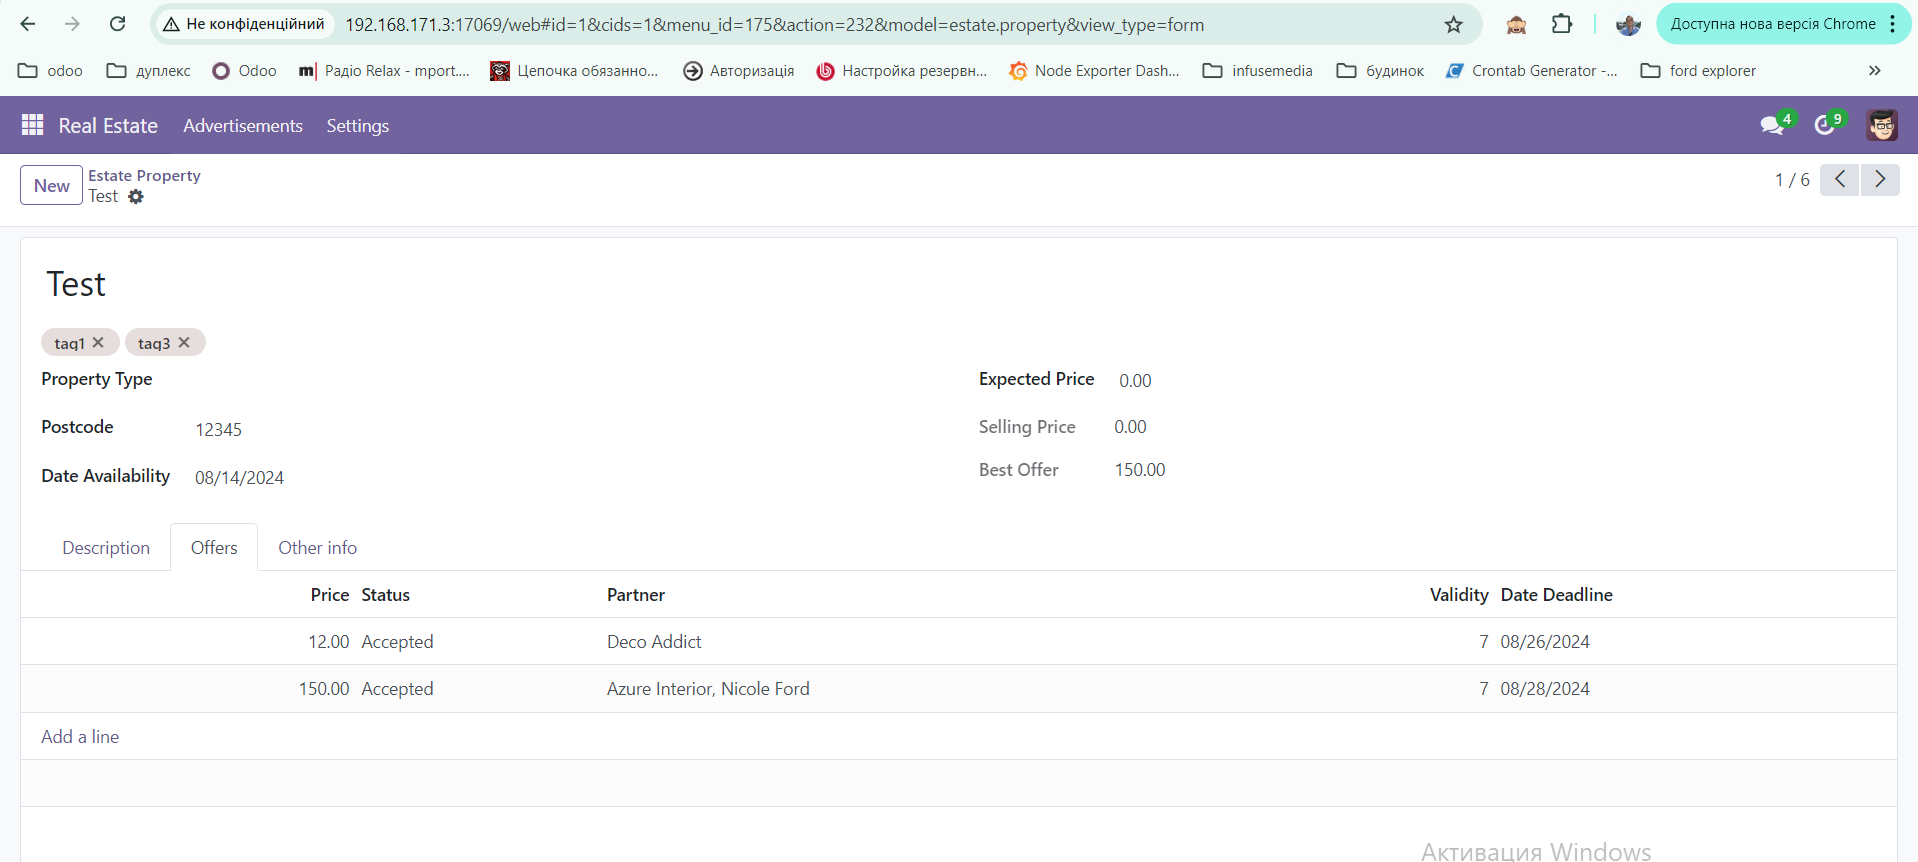 Не конфіденційний 192.168.171.3:17069/web#id=1&cids=1&menu_id=175&action=232&model=estate.property&view_type=form Доступна нова версія Chrome
odoo дуплекс Odoo Радіо Relax - mport.... Цепочка обязанно... Авторизація Настройка резервн... Node Exporter Dash... infusemedia будинок Crontab Generator -... ford explorer
Real Estate Advertisements Settings 4 9
New Estate Property
Test
1 / 6
Test
tag1 tag3
Property Type Expected Price 0.00
Postcode 12345 Selling Price 0.00
Date Availability 08/14/2024 Best Offer 150.00
Description Offers Other info
Price Status Partner Validity Date Deadline
12.00 Accepted Deco Addict 7 08/26/2024
150.00 Accepted Azure Interior, Nicole Ford 7 08/28/2024
Add a line
Активация Windows